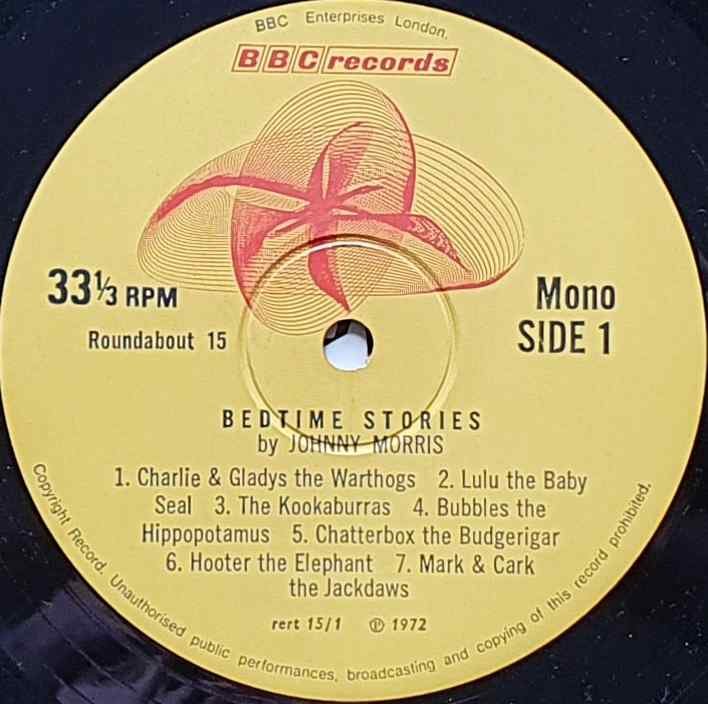 BBC Enterprises London.
BBC records
33⅓ RPM
Mono
Roundabout 15
SIDE 1
BEDTIME STORIES
by JOHNNY MORRIS
1. Charlie & Gladys the Warthogs 2. Lulu the Baby
Seal 3. The Kookaburras 4. Bubbles the
Hippopotamus 5. Chatterbox the Budgerigar
6. Hooter the Elephant 7. Mark & Cark
the Jackdaws
rert 15/1 ℗ 1972
Copyright Record. Unauthorised public performances, broadcasting and copying of this record prohibited.